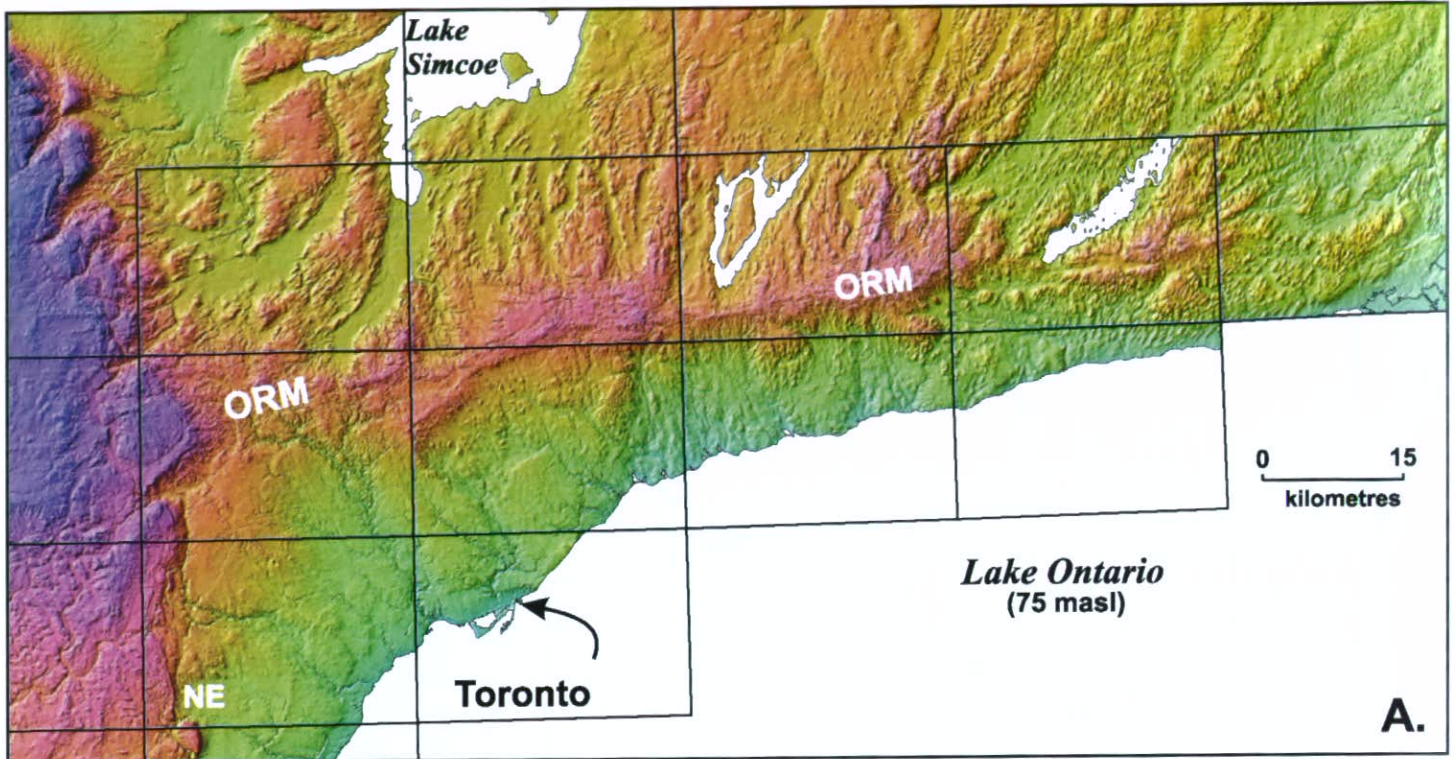 Lake
Simcoe
ORM
ORM
0 15
kilometres
Lake Ontario
(75 masl)
Toronto
NE
A.